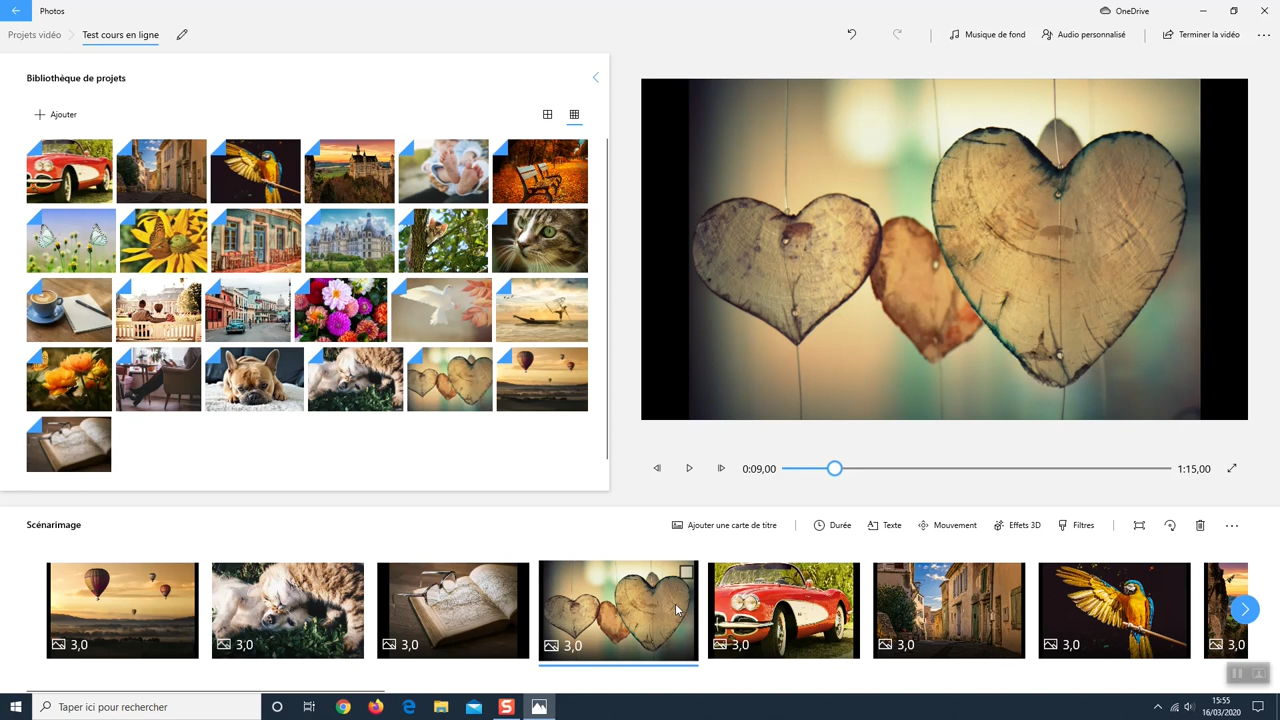 Photos
OneDrive
Projets vidéo
Test cours en ligne
Musique de fond
Audio personnalisé
Terminer la vidéo
Bibliothèque de projets
Ajouter
0:09,00
1:15,00
Scénarimage
Ajouter une carte de titre
Durée
Texte
Mouvement
Effets 3D
Filtres
3,0
3,0
3,0
3,0
3,0
3,0
3,0
3,0
Taper ici pour rechercher
15:55
16/03/2020